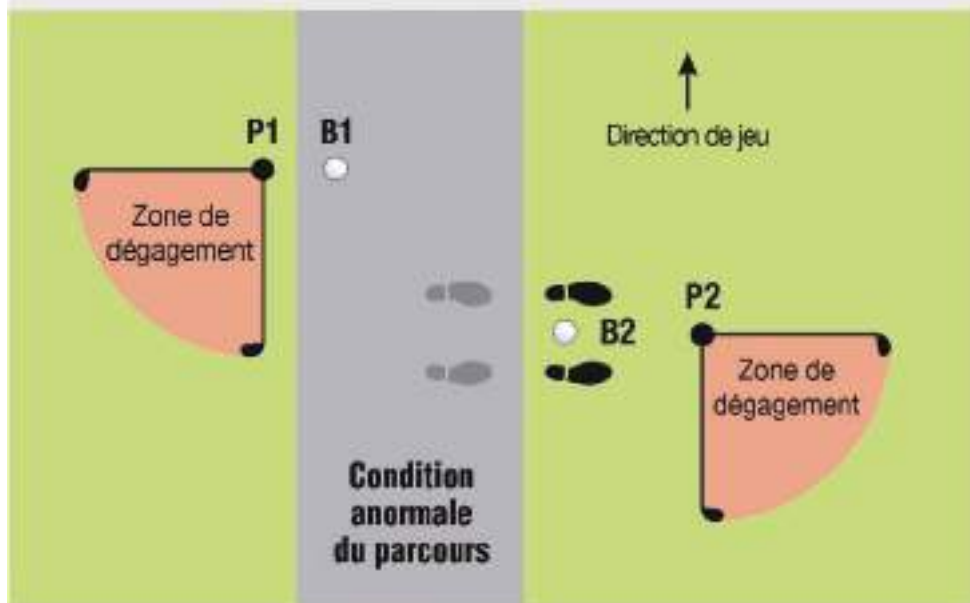 Direction de jeu
P1
B1
Zone de
dégagement
P2
B2
Zone de
dégagement
Condition
anormale
du parcours